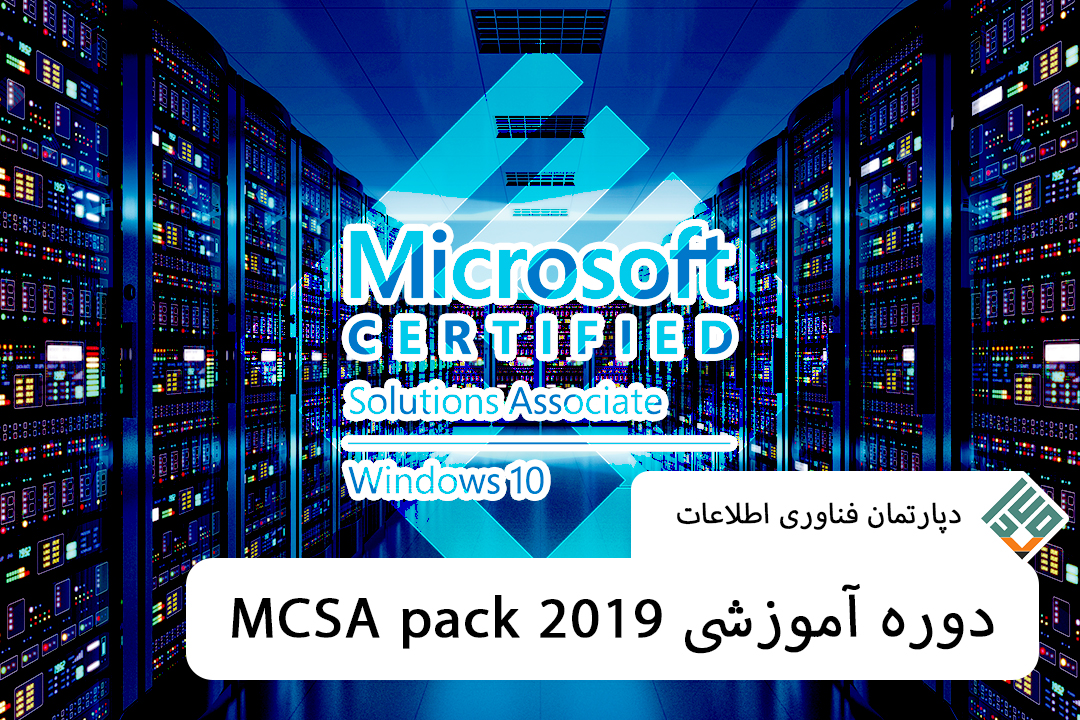 Microsoft
CERTIFIED
Solutions Associate
Windows 10
دپارتمان فناوری اطلاعات
دوره آموزشی MCSA pack 2019